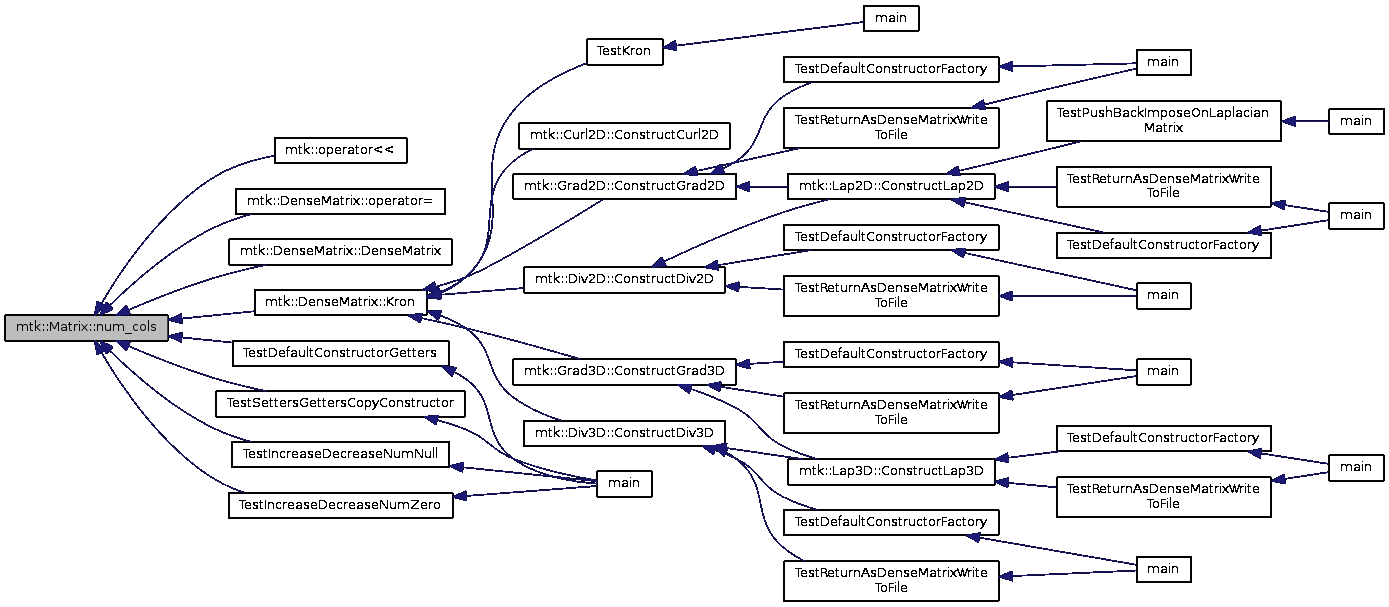 mtk::Matrix::num_cols
mtk::operator<<
mtk::DenseMatrix::operator=
mtk::DenseMatrix::DenseMatrix
mtk::DenseMatrix::Kron
TestDefaultConstructorGetters
TestSettersGettersCopyConstructor
TestIncreaseDecreaseNumNull
TestIncreaseDecreaseNumZero
TestKron
mtk::Curl2D::ConstructCurl2D
mtk::Grad2D::ConstructGrad2D
mtk::Div2D::ConstructDiv2D
mtk::Grad3D::ConstructGrad3D
mtk::Div3D::ConstructDiv3D
main
main
TestDefaultConstructorFactory
TestReturnAsDenseMatrixWrite
ToFile
mtk::Lap2D::ConstructLap2D
TestDefaultConstructorFactory
TestReturnAsDenseMatrixWrite
ToFile
TestDefaultConstructorFactory
TestReturnAsDenseMatrixWrite
ToFile
mtk::Lap3D::ConstructLap3D
TestDefaultConstructorFactory
TestReturnAsDenseMatrixWrite
ToFile
main
TestPushBackImposeOnLaplacian
Matrix
TestReturnAsDenseMatrixWrite
ToFile
TestDefaultConstructorFactory
main
main
TestDefaultConstructorFactory
TestReturnAsDenseMatrixWrite
ToFile
main
main
main
main